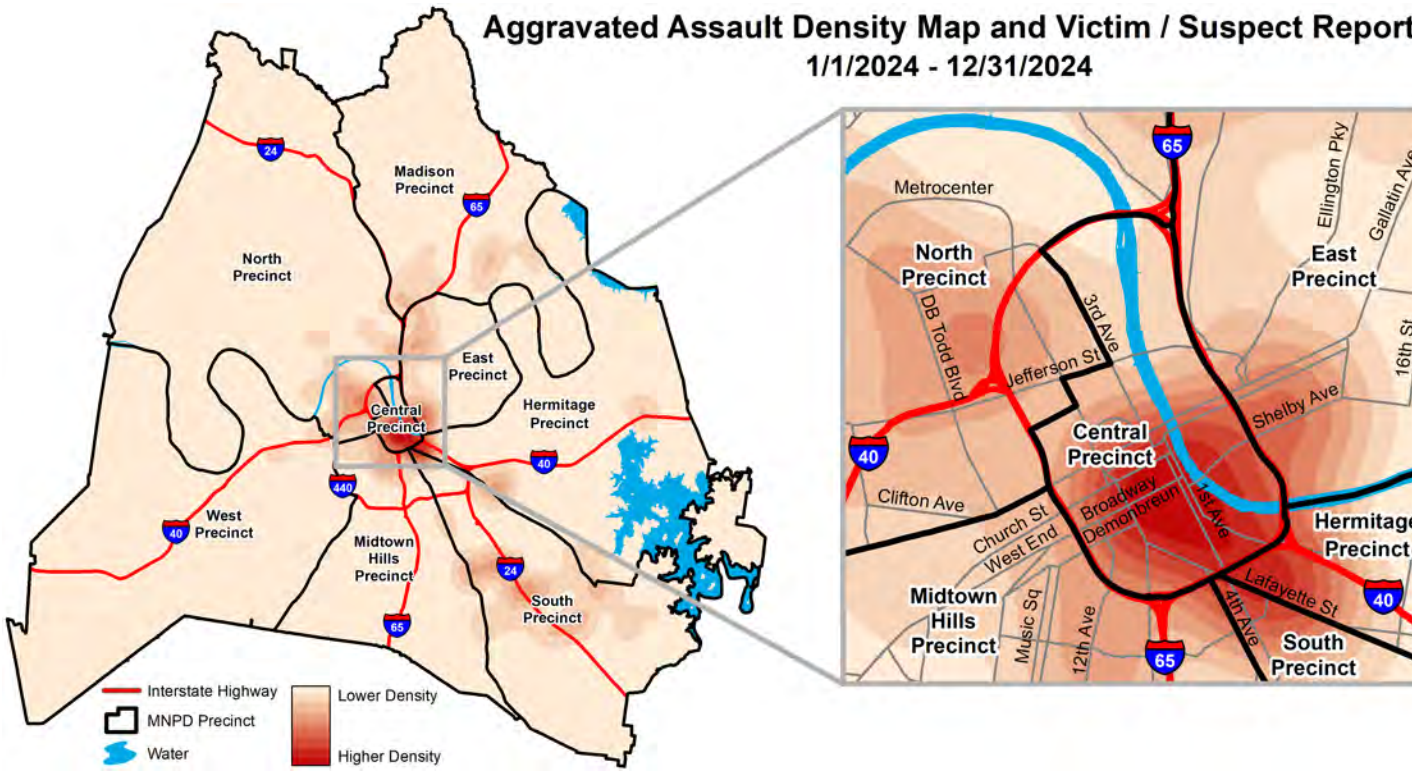 Aggravated Assault Density Map and Victim / Suspect Report
1/1/2024 - 12/31/2024
24
Madison
Precinct
65
North
Precinct
East
Precinct
Central
Precinct
Hermitage
Precinct
40
440
West
Precinct
40
Midtown
Hills
Precinct
24
South
Precinct
65
Interstate Highway
MNPD Precinct
Water
Lower Density
Higher Density
65
Metrocenter
Ellington Pky
Gallatin Ave
North
Precinct
East
Precinct
DB Todd Blvd
3rd Ave
Jefferson St
16th St
Shelby Ave
Central
Precinct
40
Clifton Ave
Broadway
Demonbreun
1st Ave
Church St
West End
Hermitage
Precinct
Lafayette St
40
Midtown
Hills
Precinct
Music Sq
12th Ave
4th Ave
65
South
Precinct